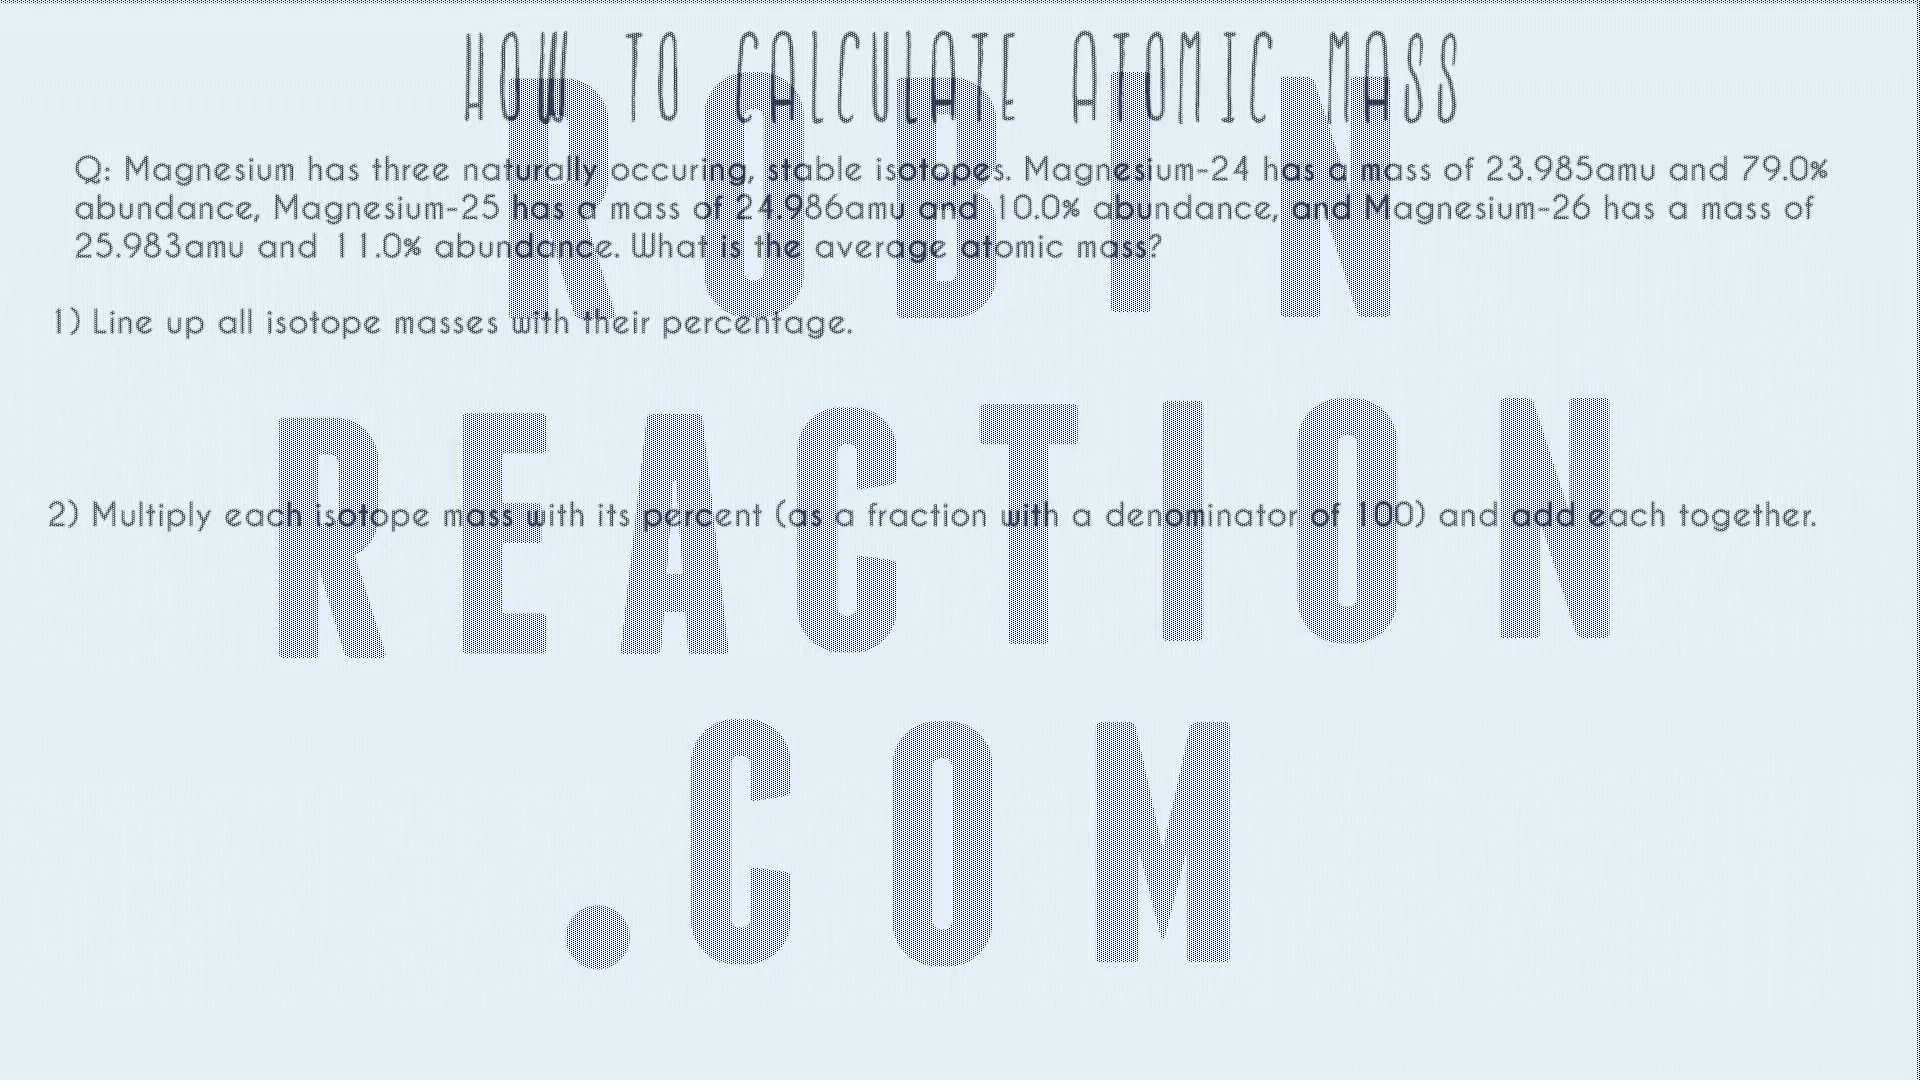 HOW TO CALCULATE ATOMIC MASS
Q: Magnesium has three naturally occuring, stable isotopes. Magnesium-24 has a mass of 23.985amu and 79.0%
abundance, Magnesium-25 has a mass of 24.986amu and 10.0% abundance, and Magnesium-26 has a mass of
25.983amu and 11.0% abundance. What is the average atomic mass?
1) Line up all isotope masses with their percentage.
2) Multiply each isotope mass with its percent (as a fraction with a denominator of 100) and add each together.
ROBIN
REACTION
.COM